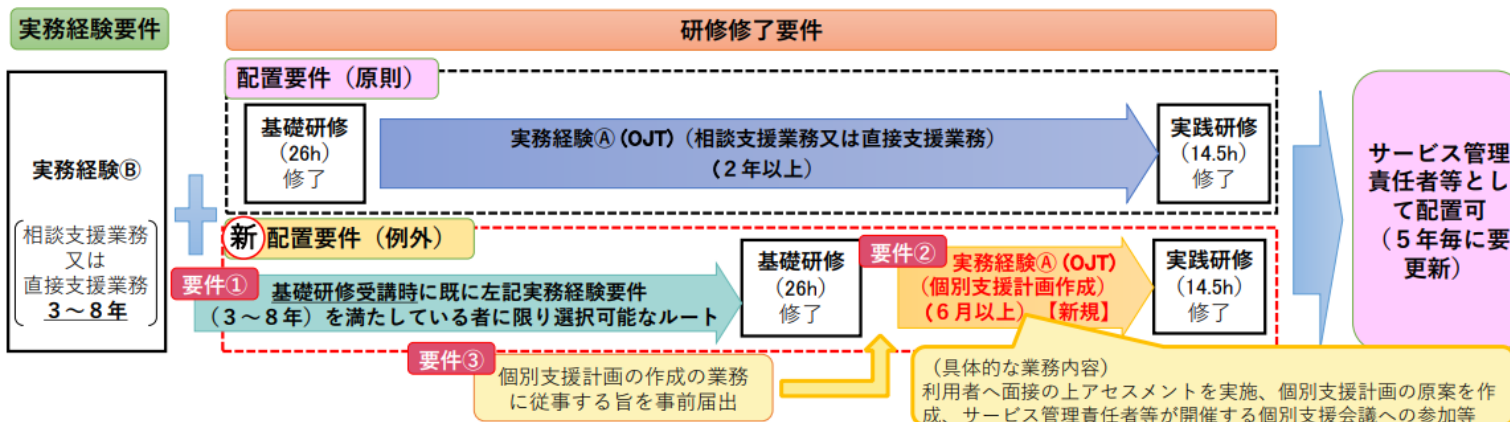 実務経験要件
研修修了要件
実務経験Ⓑ
相談支援業務
又は
直接支援業務
3～8年
配置要件（原則）
基礎研修
(26h)
修了
実務経験Ⓐ(OJT)（相談支援業務又は直接支援業務）
（２年以上）
実践研修
(14.5h)
修了
新 配置要件（例外）
要件①
基礎研修受講時に既に左記実務経験要件
（３～８年）を満たしている者に限り選択可能なルート
基礎研修
(26h)
修了
要件②
実務経験Ⓐ(OJT)
(個別支援計画作成)
(６月以上)【新規】
実践研修
(14.5h)
修了
要件③
個別支援計画の作成の業務
に従事する旨を事前届出
（具体的な業務内容）
利用者へ面接の上アセスメントを実施、個別支援計画の原案を作
成、サービス管理責任者等が開催する個別支援会議への参加等
サービス管理
責任者等とし
て配置可
（５年毎に要
更新）